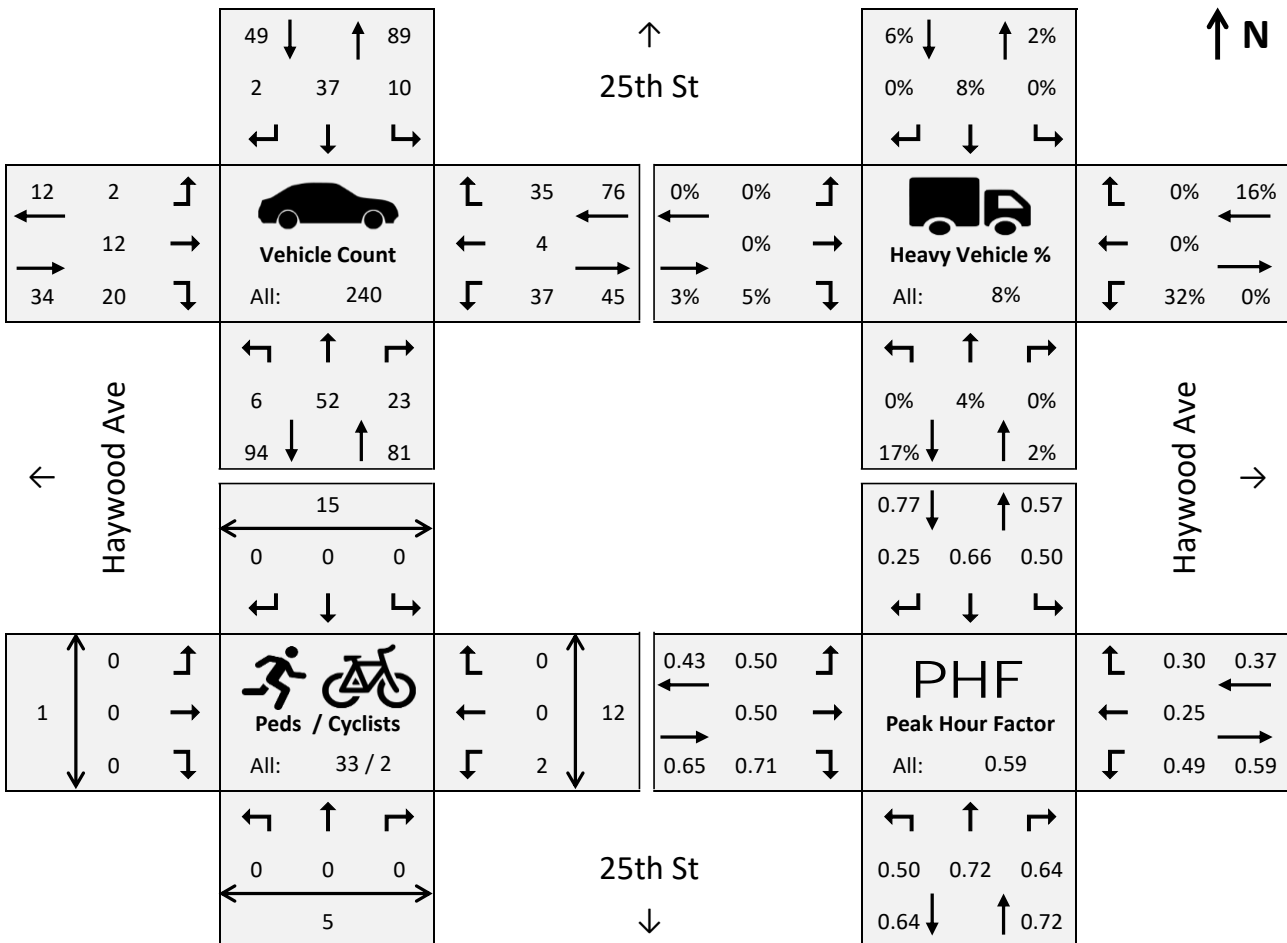 49 89 6% 2% N
↑
25th St
2 37 10 0% 8% 0%
12 2 35 76 0% 0% 0% 16%
12 Vehicle Count 4 0% Heavy Vehicle % 0%
34 20 All: 240 37 45 3% 5% All: 8% 32% 0%
6 52 23 0% 4% 0%
94 81 17% 2%
Haywood Ave
←
Haywood Ave
→
15 0.77 0.57
0 0 0 0.25 0.66 0.50
0 0 0.43 0.50 PHF 0.30 0.37
1 0 Peds / Cyclists 0 12 0.50 Peak Hour Factor 0.25
0 All: 33 / 2 2 0.65 0.71 All: 0.59 0.49 0.59
0 0 0 0.50 0.72 0.64
25th St
↓
5 0.64 0.72